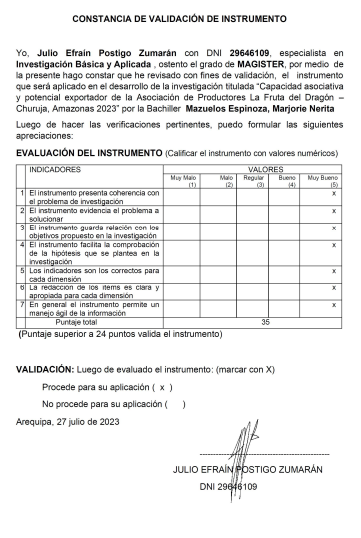 CONSTANCIA DE VALIDACIÓN DE INSTRUMENTO
Yo, Julio Efraín Postigo Zumarán con DNI 29646109, especialista en
Investigación Básica y Aplicada , ostento el grado de MAGISTER, por medio de
la presente hago constar que he revisado con fines de validación, el instrumento
que será aplicado en el desarrollo de la investigación titulada “Capacidad asociativa
y potencial exportador de la Asociación de Productores La Fruta del Dragón –
Churuja, Amazonas 2023” por la Bachiller Mazuelos Espinoza, Marjorie Nerita
Luego de hacer las verificaciones pertinentes, puedo formular las siguientes
apreciaciones:
EVALUACIÓN DEL INSTRUMENTO (Calificar el instrumento con valores numéricos)
INDICADORES VALORES
Muy Malo (1) Malo (2) Regular (3) Bueno (4) Muy Bueno (5)
1 El instrumento presenta coherencia con
el problema de investigación x
2 El instrumento evidencia el problema a
solucionar x
3 El instrumento guarda relación con los
objetivos propuesto en la investigación x
4 El instrumento facilita la comprobación
de la hipótesis que se plantea en la
investigación x
5 Los indicadores son los correctos para
cada dimensión x
6 La redacción de los ítems es clara y
apropiada para cada dimensión x
7 En general el instrumento permite un
manejo ágil de la información x
Puntaje total 35
(Puntaje superior a 24 puntos valida el instrumento)
VALIDACIÓN: Luego de evaluado el instrumento: (marcar con X)
Procede para su aplicación ( x )
No procede para su aplicación ( )
Arequipa, 27 julio de 2023
JULIO EFRAÍN POSTIGO ZUMARÁN
DNI 29646109